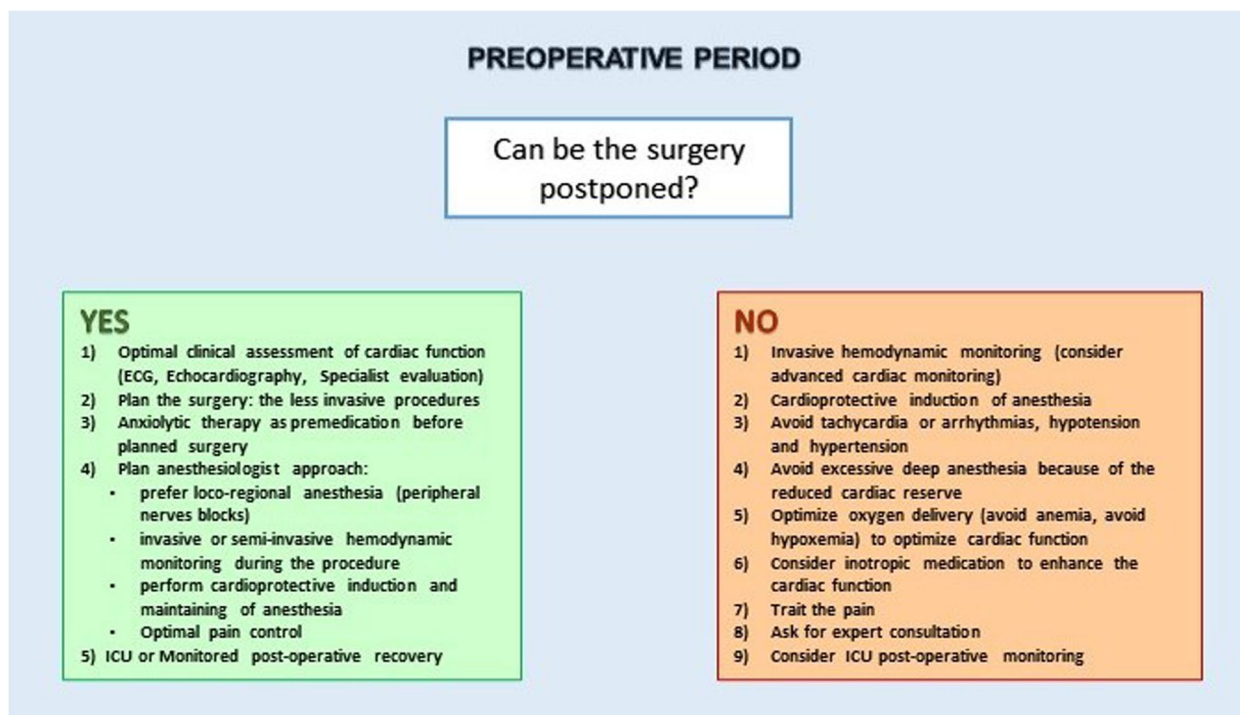 PREOPERATIVE PERIOD
Can be the surgery
postponed?
YES
1) Optimal clinical assessment of cardiac function
(ECG, Echocardiography, Specialist evaluation)
2) Plan the surgery: the less invasive procedures
3) Anxiolytic therapy as premedication before
planned surgery
4) Plan anesthesiologist approach:
• prefer loco-regional anesthesia (peripheral
nerves blocks)
• invasive or semi-invasive hemodynamic
monitoring during the procedure
• perform cardioprotective induction and
maintaining of anesthesia
• Optimal pain control
5) ICU or Monitored post-operative recovery
NO
1) Invasive hemodynamic monitoring (consider
advanced cardiac monitoring)
2) Cardioprotective induction of anesthesia
3) Avoid tachycardia or arrhythmias, hypotension
and hypertension
4) Avoid excessive deep anesthesia because of the
reduced cardiac reserve
5) Optimize oxygen delivery (avoid anemia, avoid
hypoxemia) to optimize cardiac function
6) Consider inotropic medication to enhance the
cardiac function
7) Trait the pain
8) Ask for expert consultation
9) Consider ICU post-operative monitoring